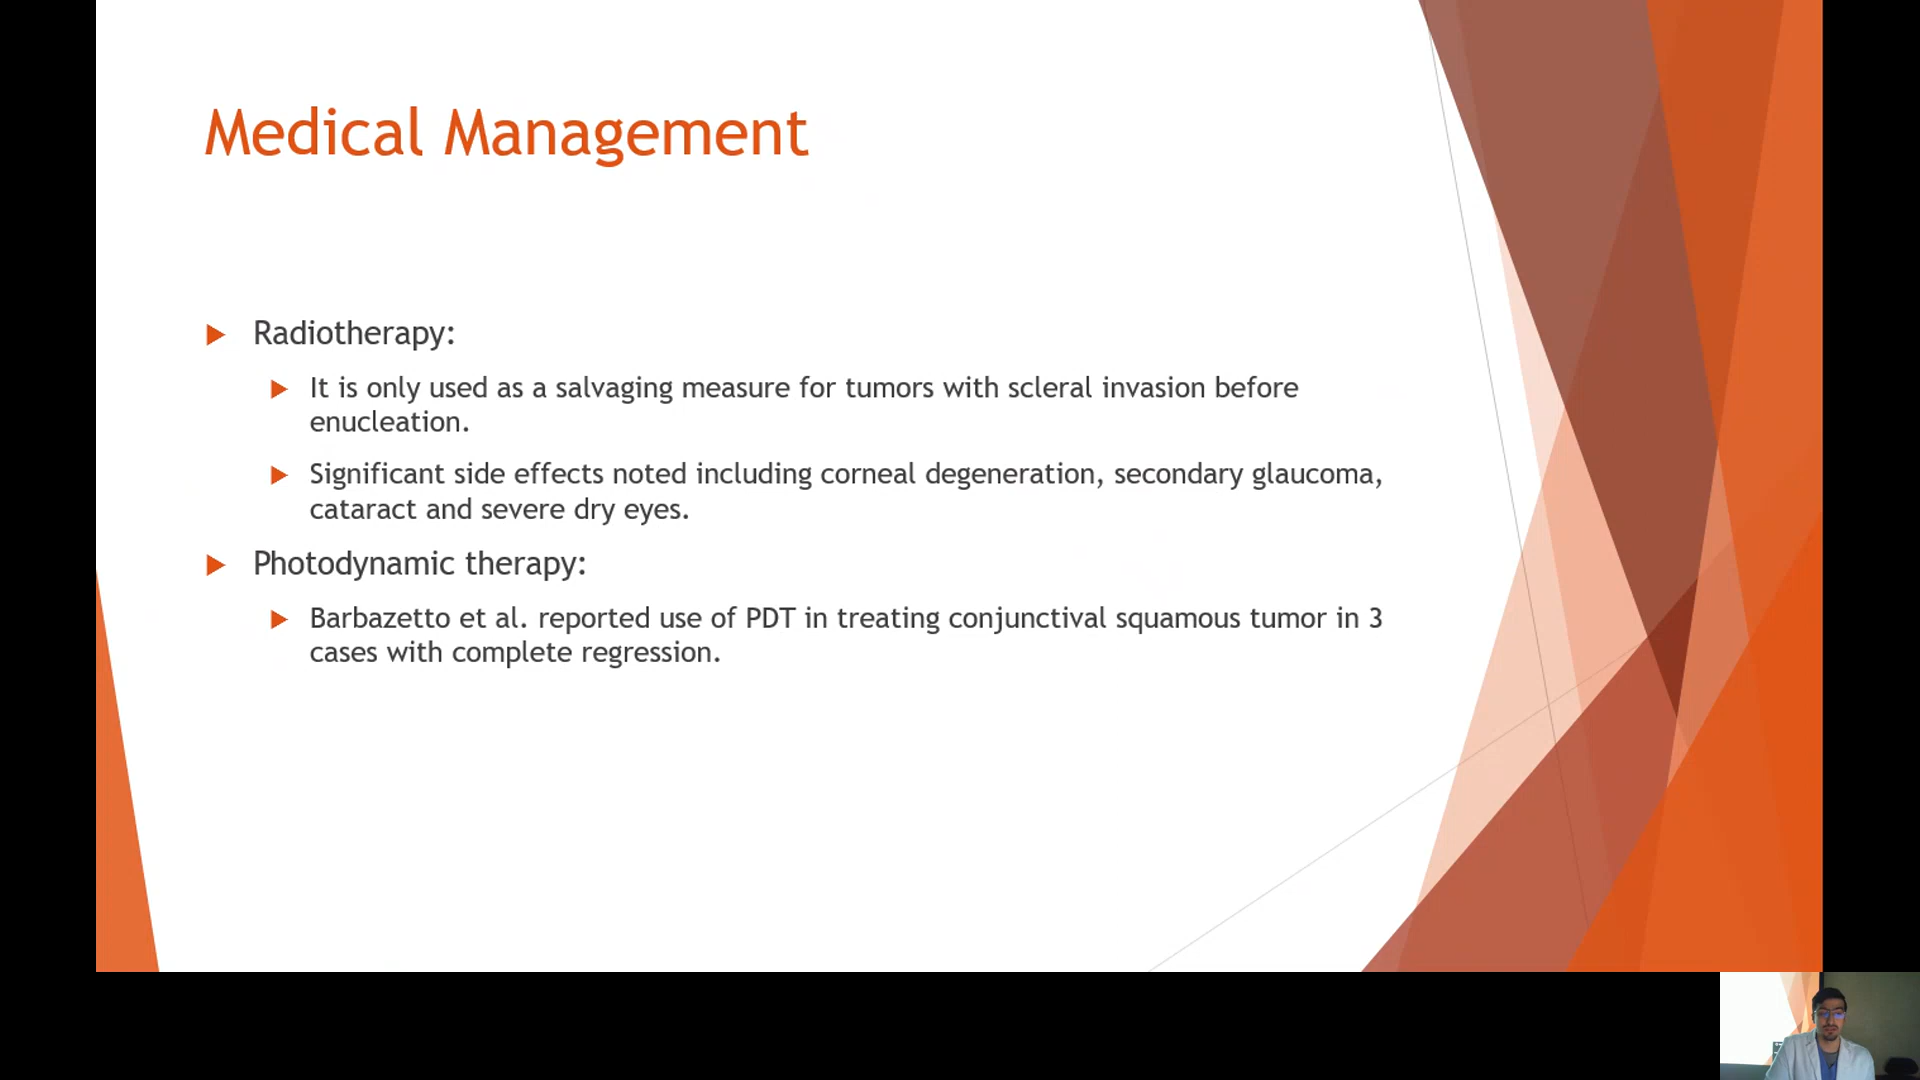 Medical Management
Radiotherapy:
It is only used as a salvaging measure for tumors with scleral invasion before
enucleation.
Significant side effects noted including corneal degeneration, secondary glaucoma,
cataract and severe dry eyes.
Photodynamic therapy:
Barbazetto et al. reported use of PDT in treating conjunctival squamous tumor in 3
cases with complete regression.